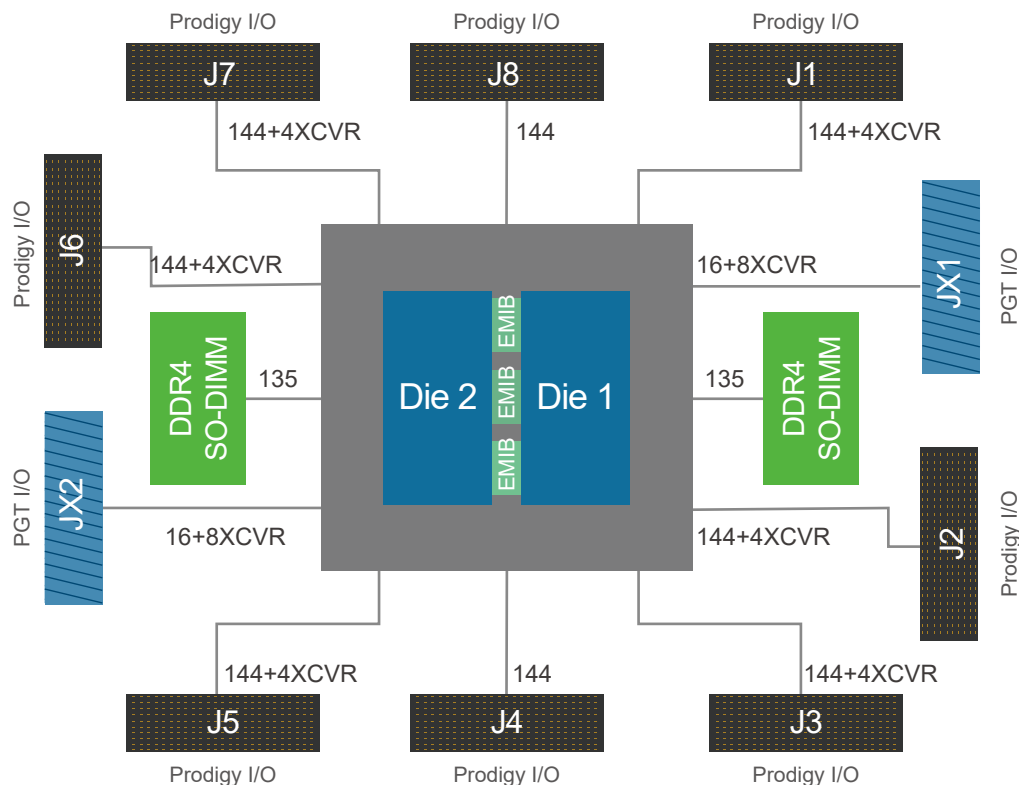 Prodigy I/O
Prodigy I/O
Prodigy I/O
J7
J8
J1
144+4XCVR
144
144+4XCVR
Prodigy I/O
J6
144+4XCVR
16+8XCVR
JX1
PGT I/O
DDR4
SO-DIMM
135
Die 2
EMIB
EMIB
EMIB
Die 1
135
DDR4
SO-DIMM
PGT I/O
JX2
16+8XCVR
144+4XCVR
J2
Prodigy I/O
144+4XCVR
144
144+4XCVR
J5
J4
J3
Prodigy I/O
Prodigy I/O
Prodigy I/O